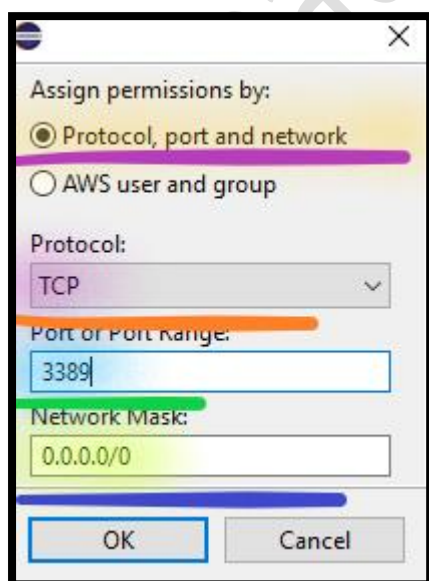 Assign permissions by:
Protocol, port and network
AWS user and group
Protocol:
TCP
Port or Port Range:
3389
Network Mask:
0.0.0.0/0
OK
Cancel